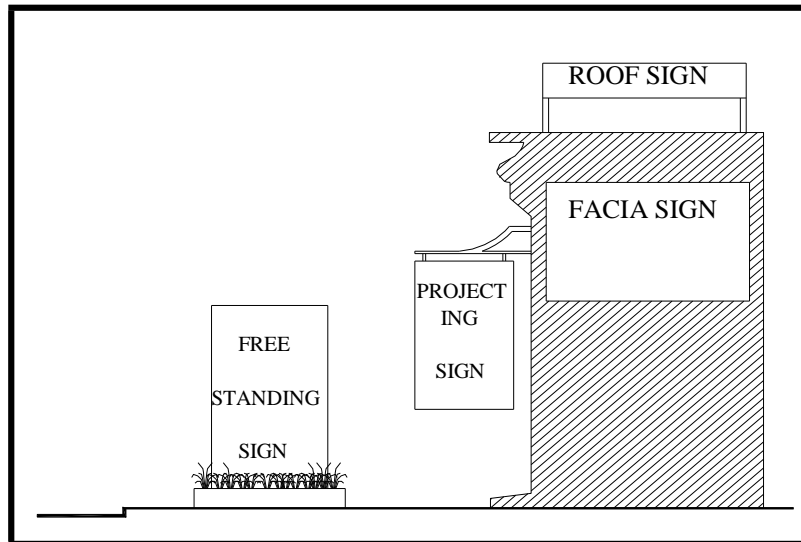 ROOF SIGN
FACIA SIGN
PROJECT
ING
SIGN
FREE
STANDING
SIGN